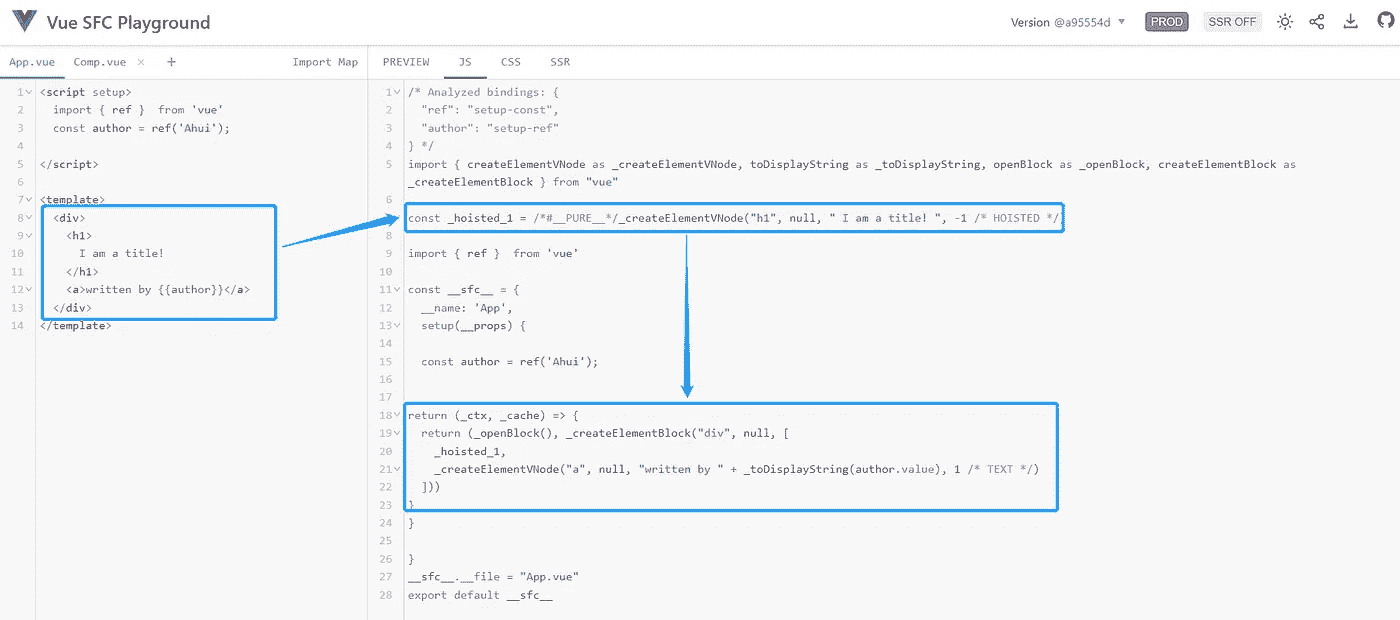 Vue SFC Playground
Version @a95554d ▼ PROD SSR OFF
App.vue Comp.vue × + Import Map
1 <script setup>
2 import { ref }  from 'vue'
3 const author = ref('Ahui');
4
5 </script>
6
7 <template>
8 <div>
9 <h1>
10 I am a title!
11 </h1>
12 <a>written by {{author}}</a>
13 </div>
14 </template>
PREVIEW JS CSS SSR
1 /* Analyzed bindings: {
2 "ref": "setup-const",
3 "author": "setup-ref"
4 } */
5 import { createElementVNode as _createElementVNode, toDisplayString as _toDisplayString, openBlock as _openBlock, createElementBlock as
_createElementBlock } from "vue"
6
const _hoisted_1 = /*#__PURE__*/_createElementVNode("h1", null, " I am a title! ", -1 /* HOISTED */
8
9 import { ref }  from 'vue'
10
11 const __sfc__ = {
12 __name: 'App',
13 setup(__props) {
14
15 const author = ref('Ahui');
16
17
18 return (_ctx, _cache) => {
19 return (_openBlock(), _createElementBlock("div", null, [
20 _hoisted_1,
21 _createElementVNode("a", null, "written by " + _toDisplayString(author.value), 1 /* TEXT */)
22 ]))
23 }
24 }
25
26 }
27 __sfc__.__file = "App.vue"
28 export default __sfc__